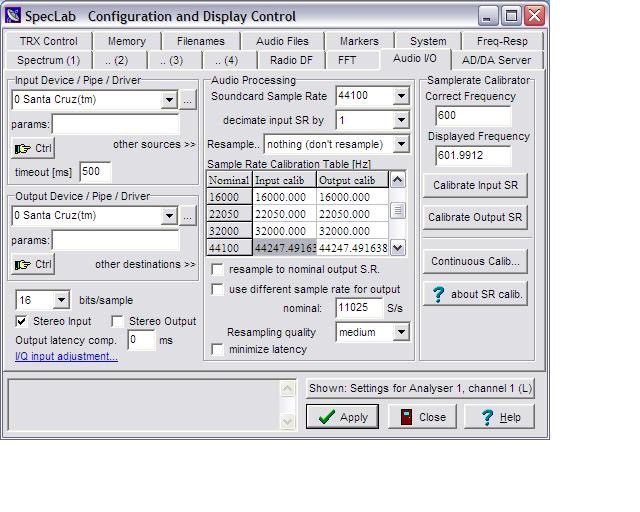 SpecLab Configuration and Display Control
TRX Control Memory Filenames Audio Files Markers System Freq-Resp
Spectrum (1) .. (2) .. (3) .. (4) Radio DF FFT Audio I/O AD/DA Server
Input Device / Pipe / Driver
0 Santa Cruz(tm) ...
params:
Ctrl other sources >>
timeout [ms] 500
Output Device / Pipe / Driver
0 Santa Cruz(tm) ...
params:
Ctrl other destinations >>
16 bits/sample
Stereo Input Stereo Output
Output latency comp. 0 ms
I/Q input adjustment...
Audio Processing
Soundcard Sample Rate 44100
decimate input SR by 1
Resample.. nothing (don't resample)
Sample Rate Calibration Table [Hz]
Nominal Input calib Output calib
16000 16000.000 16000.000
22050 22050.000 22050.000
32000 32000.000 32000.000
44100 44247.49163 44247.491638
resample to nominal output S.R.
use different sample rate for output
nominal: 11025 S/s
Resampling quality medium
minimize latency
Samplerate Calibrator
Correct Frequency
600
Displayed Frequency
601.9912
Calibrate Input SR
Calibrate Output SR
Continuous Calib...
? about SR calib.
Shown: Settings for Analyser 1, channel 1 (L)
Apply Close ? Help